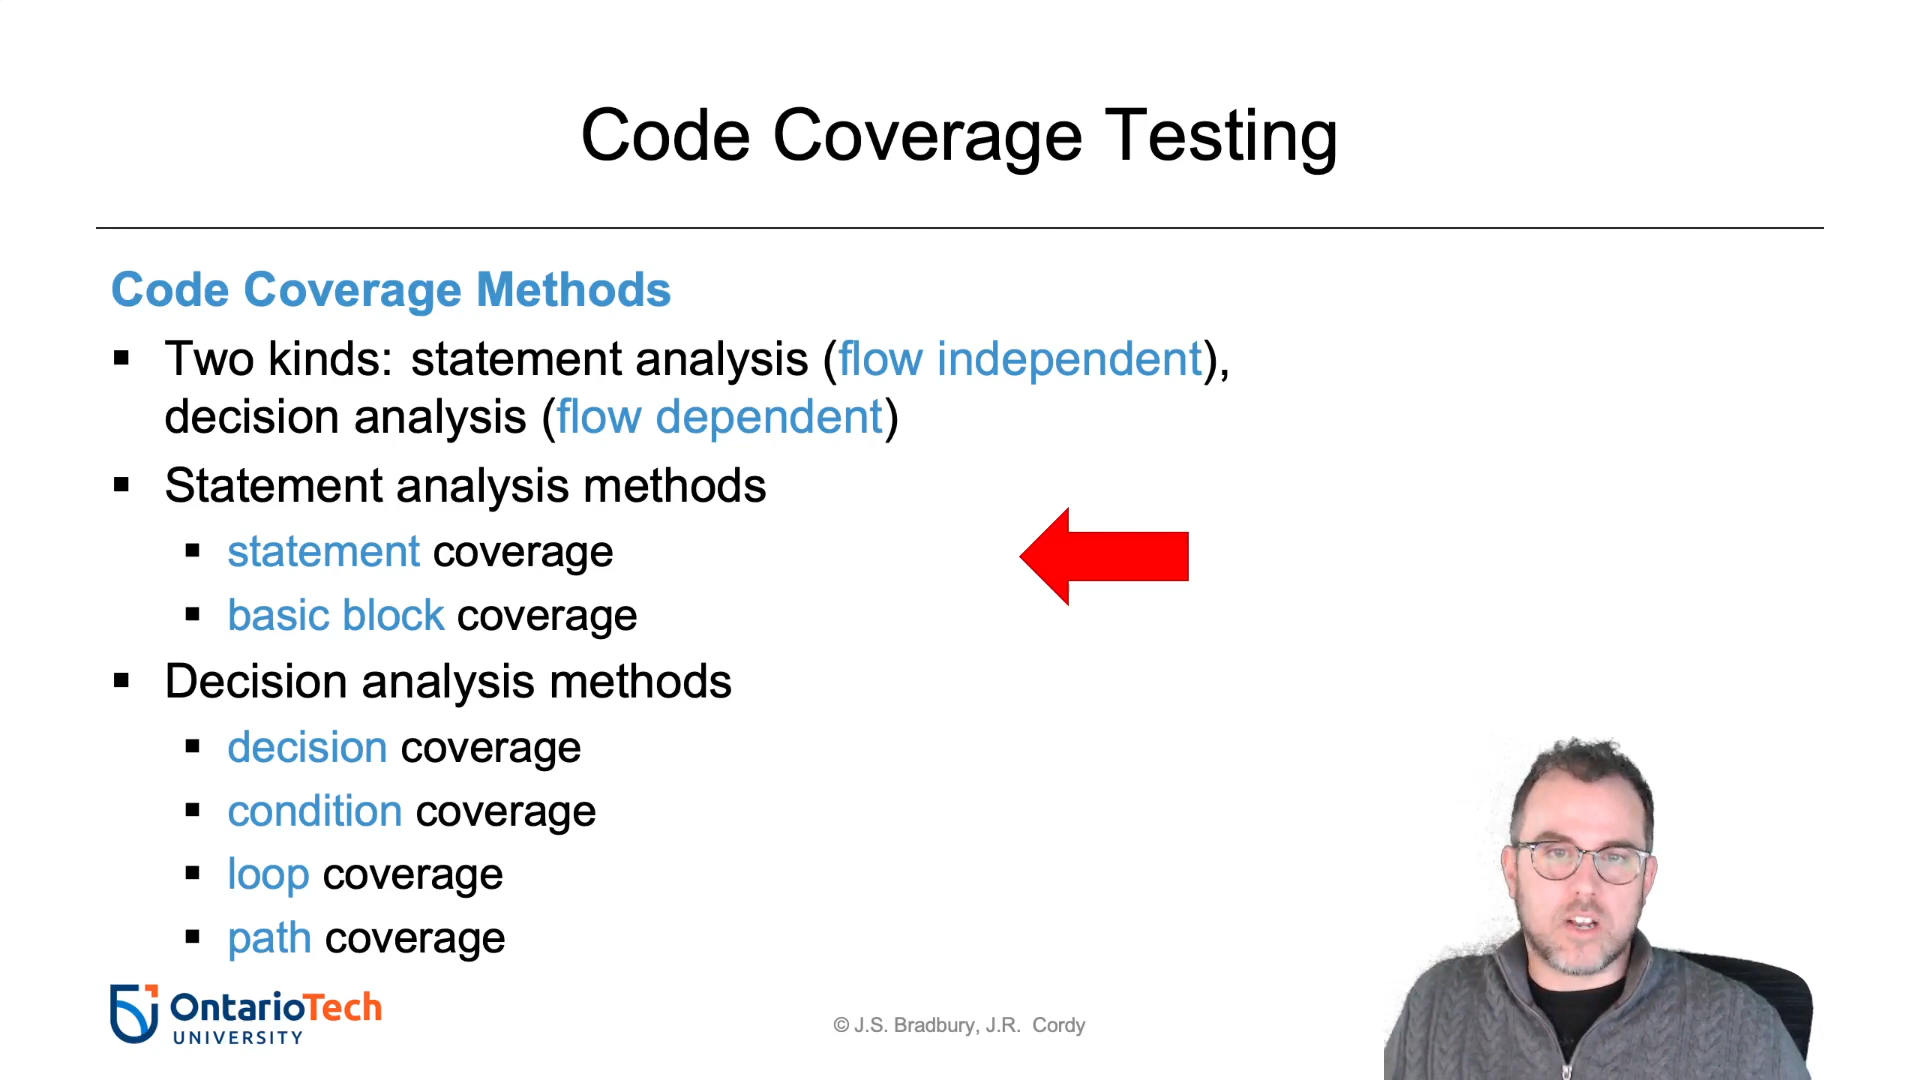 Code Coverage Testing
Code Coverage Methods
▪ Two kinds: statement analysis (flow independent),
decision analysis (flow dependent)
▪ Statement analysis methods
▪ statement coverage
▪ basic block coverage
▪ Decision analysis methods
▪ decision coverage
▪ condition coverage
▪ loop coverage
▪ path coverage
OntarioTech
UNIVERSITY
© J.S. Bradbury, J.R. Cordy